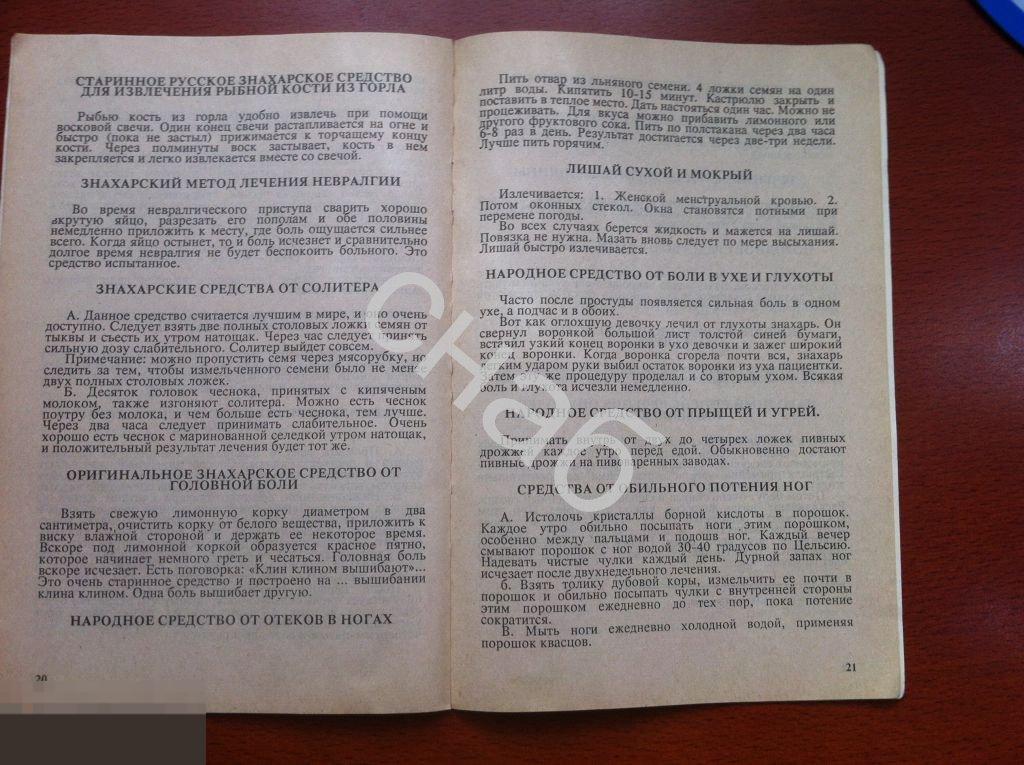 СТАРИННОЕ РУССКОЕ ЗНАХАРСКОЕ СРЕДСТВО
ДЛЯ ИЗВЛЕЧЕНИЯ РЫБНОЙ КОСТИ ИЗ ГОРЛА
Рыбью кость из горла удобно извлечь при помощи
восковой свечи. Один конец свечи растапливается на огне и
быстро (пока не застыл) прижимается к торчащему концу
кости. Через полминуты воск застывает, кость в нем
закрепляется и легко извлекается вместе со свечой.
ЗНАХАРСКИЙ МЕТОД ЛЕЧЕНИЯ НЕВРАЛГИИ
Во время невралгического приступа сварить хорошо
вкрутую яйцо, разрезать его пополам и обе половины
немедленно приложить к месту, где боль ощущается сильнее
всего. Когда яйцо остынет, то и боль исчезнет и сравнительно
долгое время невралгия не будет беспокоить больного. Это
средство испытанное.
ЗНАХАРСКИЕ СРЕДСТВА ОТ СОЛИТЕРА
А. Данное средство считается лучшим в мире, и оно очень
доступно. Следует взять две полных столовых ложки семян от
тыквы и съесть их утром натощак. Через час следует принять
сильную дозу слабительного. Солитер выйдет совсем.
Примечание: можно пропустить семя через мясорубку, но
следить за тем, чтобы измельченного семени было не менее
двух полных столовых ложек.
Б. Десяток головок чеснока, принятых с кипяченым
молоком, также изгоняют солитера. Можно есть чеснок
поутру без молока, и чем больше есть чеснока, тем лучше.
Через два часа следует принимать слабительное. Очень
хорошо есть чеснок с маринованной селедкой утром натощак,
и положительный результат лечения будет тот же.
ОРИГИНАЛЬНОЕ ЗНАХАРСКОЕ СРЕДСТВО ОТ
ГОЛОВНОЙ БОЛИ
Взять свежую лимонную корку диаметром в два
сантиметра, очистить корку от белого вещества, приложить к
виску влажной стороной и держать ее некоторое время.
Вскоре под лимонной коркой образуется красное пятно,
которое начинает немного греть и чесаться. Головная боль
вскоре исчезает. Есть поговорка: «Клин клином вышибают»...
Это очень старинное средство и построено на ... вышибании
клина клином. Одна боль вышибает другую.
НАРОДНОЕ СРЕДСТВО ОТ ОТЕКОВ В НОГАХ
20
Пить отвар из льняного семени. 4 ложки семян на один
литр воды. Кипятить 10-15 минут. Кастрюлю закрыть и
поставить в теплое место. Дать настояться один час. Можно не
процеживать. Для вкуса можно прибавить лимонного или
другого фруктового сока. Пить по полстакана через два часа
6-8 раз в день. Результат достигается через две-три недели.
Лучше пить горячим.
ЛИШАЙ СУХОЙ И МОКРЫЙ
Излечивается: 1. Женской менструальной кровью. 2.
Потом оконных стекол. Окна становятся потными при
перемене погоды.
Во всех случаях берется жидкость и мажется на лишай.
Повязка не нужна. Мазать вновь следует по мере высыхания.
Лишай быстро излечивается.
НАРОДНОЕ СРЕДСТВО ОТ БОЛИ В УХЕ И ГЛУХОТЫ
Часто после простуды появляется сильная боль в одном
ухе, а подчас и в обоих.
Вот как оглохшую девочку лечил от глухоты знахарь. Он
свернул воронкой большой лист толстой синей бумаги,
вставил узкий конец воронки в ухо девочки и зажег широкий
конец воронки. Когда воронка сгорела почти вся, знахарь
легким ударом руки выбил остаток воронки из уха пациентки.
Затем эту же процедуру проделал и со вторым ухом. Всякая
боль и глухота исчезли немедленно.
НАРОДНОЕ СРЕДСТВО ОТ ПРЫЩЕЙ И УГРЕЙ.
Принимать внутрь от двух до четырех ложек пивных
дрожжей каждое утро перед едой. Обыкновенно достают
пивные дрожжи на пивоваренных заводах.
СРЕДСТВА ОТ ОБИЛЬНОГО ПОТЕНИЯ НОГ
А. Истолочь кристаллы борной кислоты в порошок.
Каждое утро обильно посыпать ноги этим порошком,
особенно между пальцами и подошв ног. Каждый вечер
смывают порошок с ног водой 30-40 градусов по Цельсию.
Надевать чистые чулки каждый день. Дурной запах ног
исчезает после двухнедельного лечения.
б. Взять толику дубовой коры, измельчить ее почти в
порошок и обильно посыпать чулки с внутренней стороны
этим порошком ежедневно до тех пор, пока потение
сократится.
В. Мыть ноги ежедневно холодной водой, применяя
порошок квасцов.
21
СНаб